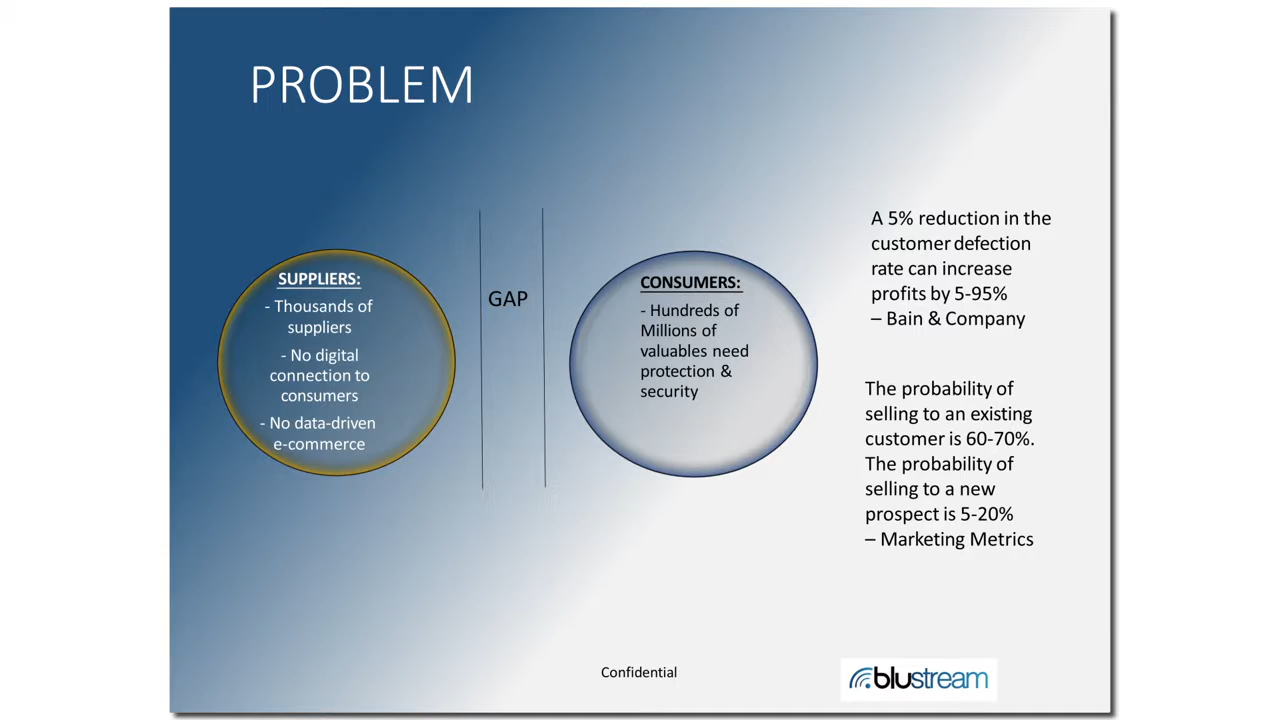 PROBLEM
SUPPLIERS:
- Thousands of
suppliers
- No digital
connection to
consumers
- No data-driven
e-commerce
GAP
CONSUMERS:
- Hundreds of
Millions of
valuables need
protection &
security
A 5% reduction in the
customer defection
rate can increase
profits by 5-95%
– Bain & Company
The probability of
selling to an existing
customer is 60-70%.
The probability of
selling to a new
prospect is 5-20%
– Marketing Metrics
Confidential
blustream